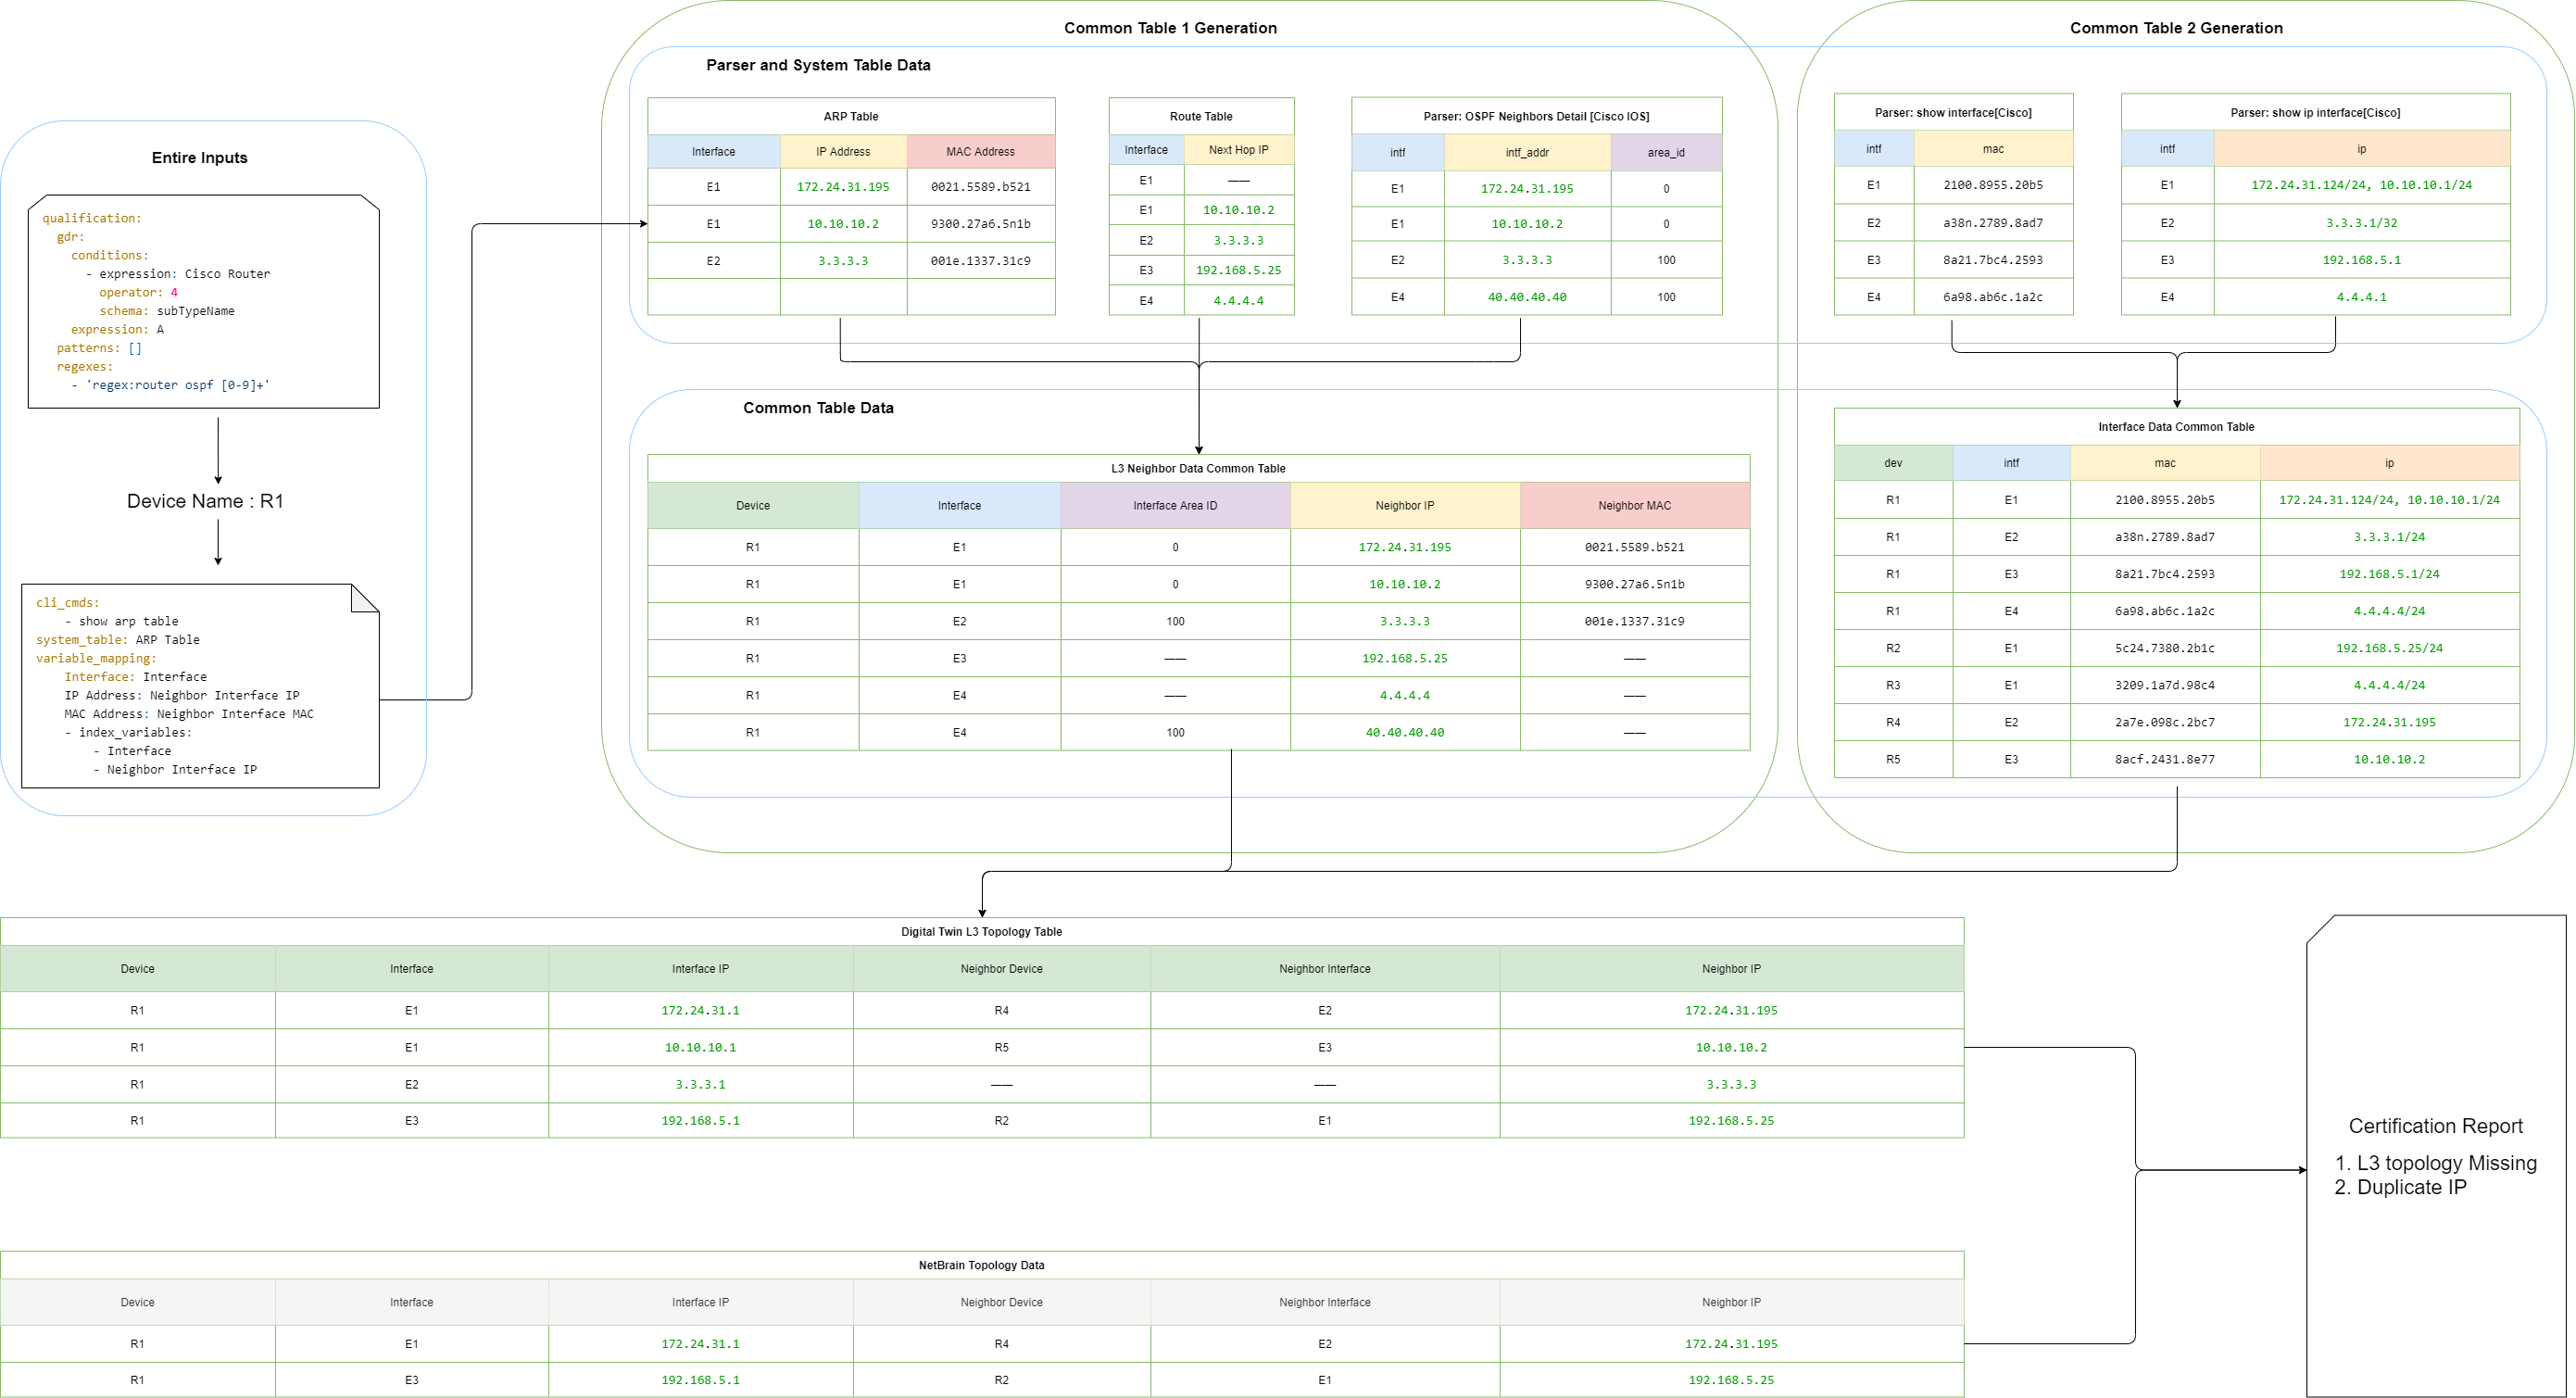 Common Table 1 Generation
Common Table 2 Generation
Parser and System Table Data
Entire Inputs
qualification:
gdr:
conditions:
- expression: Cisco Router
operator: 4
schema: subTypeName
expression: A
patterns: []
regexes:
- 'regex:router ospf [0-9]+'
Device Name : R1
cli_cmds:
- show arp table
system_table: ARP Table
variable_mapping:
Interface: Interface
IP Address: Neighbor Interface IP
MAC Address: Neighbor Interface MAC
- index_variables:
- Interface
- Neighbor Interface IP
ARP Table
Interface IP Address MAC Address
E1 172.24.31.195 0021.5589.b521
E1 10.10.10.2 9300.27a6.5n1b
E2 3.3.3.3 001e.1337.31c9
Route Table
Interface Next Hop IP
E1 ——
E1 10.10.10.2
E2 3.3.3.3
E3 192.168.5.25
E4 4.4.4.4
Parser: OSPF Neighbors Detail [Cisco IOS]
intf intf_addr area_id
E1 172.24.31.195 0
E1 10.10.10.2 0
E2 3.3.3.3 100
E4 40.40.40.40 100
Parser: show interface[Cisco]
intf mac
E1 2100.8955.20b5
E2 a38n.2789.8ad7
E3 8a21.7bc4.2593
E4 6a98.ab6c.1a2c
Parser: show ip interface[Cisco]
intf ip
E1 172.24.31.124/24, 10.10.10.1/24
E2 3.3.3.1/32
E3 192.168.5.1
E4 4.4.4.1
Common Table Data
L3 Neighbor Data Common Table
Device Interface Interface Area ID Neighbor IP Neighbor MAC
R1 E1 0 172.24.31.195 0021.5589.b521
R1 E1 0 10.10.10.2 9300.27a6.5n1b
R1 E2 100 3.3.3.3 001e.1337.31c9
R1 E3 —— 192.168.5.25 ——
R1 E4 —— 4.4.4.4 ——
R1 E4 100 40.40.40.40 ——
Interface Data Common Table
dev intf mac ip
R1 E1 2100.8955.20b5 172.24.31.124/24, 10.10.10.1/24
R1 E2 a38n.2789.8ad7 3.3.3.1/24
R1 E3 8a21.7bc4.2593 192.168.5.1/24
R1 E4 6a98.ab6c.1a2c 4.4.4.4/24
R2 E1 5c24.7380.2b1c 192.168.5.25/24
R3 E1 3209.1a7d.98c4 4.4.4.4/24
R4 E2 2a7e.098c.2bc7 172.24.31.195
R5 E3 8acf.2431.8e77 10.10.10.2
Digital Twin L3 Topology Table
Device Interface Interface IP Neighbor Device Neighbor Interface Neighbor IP
R1 E1 172.24.31.1 R4 E2 172.24.31.195
R1 E1 10.10.10.1 R5 E3 10.10.10.2
R1 E2 3.3.3.1 —— —— 3.3.3.3
R1 E3 192.168.5.1 R2 E1 192.168.5.25
NetBrain Topology Data
Device Interface Interface IP Neighbor Device Neighbor Interface Neighbor IP
R1 E1 172.24.31.1 R4 E2 172.24.31.195
R1 E3 192.168.5.1 R2 E1 192.168.5.25
Certification Report
1. L3 topology Missing
2. Duplicate IP